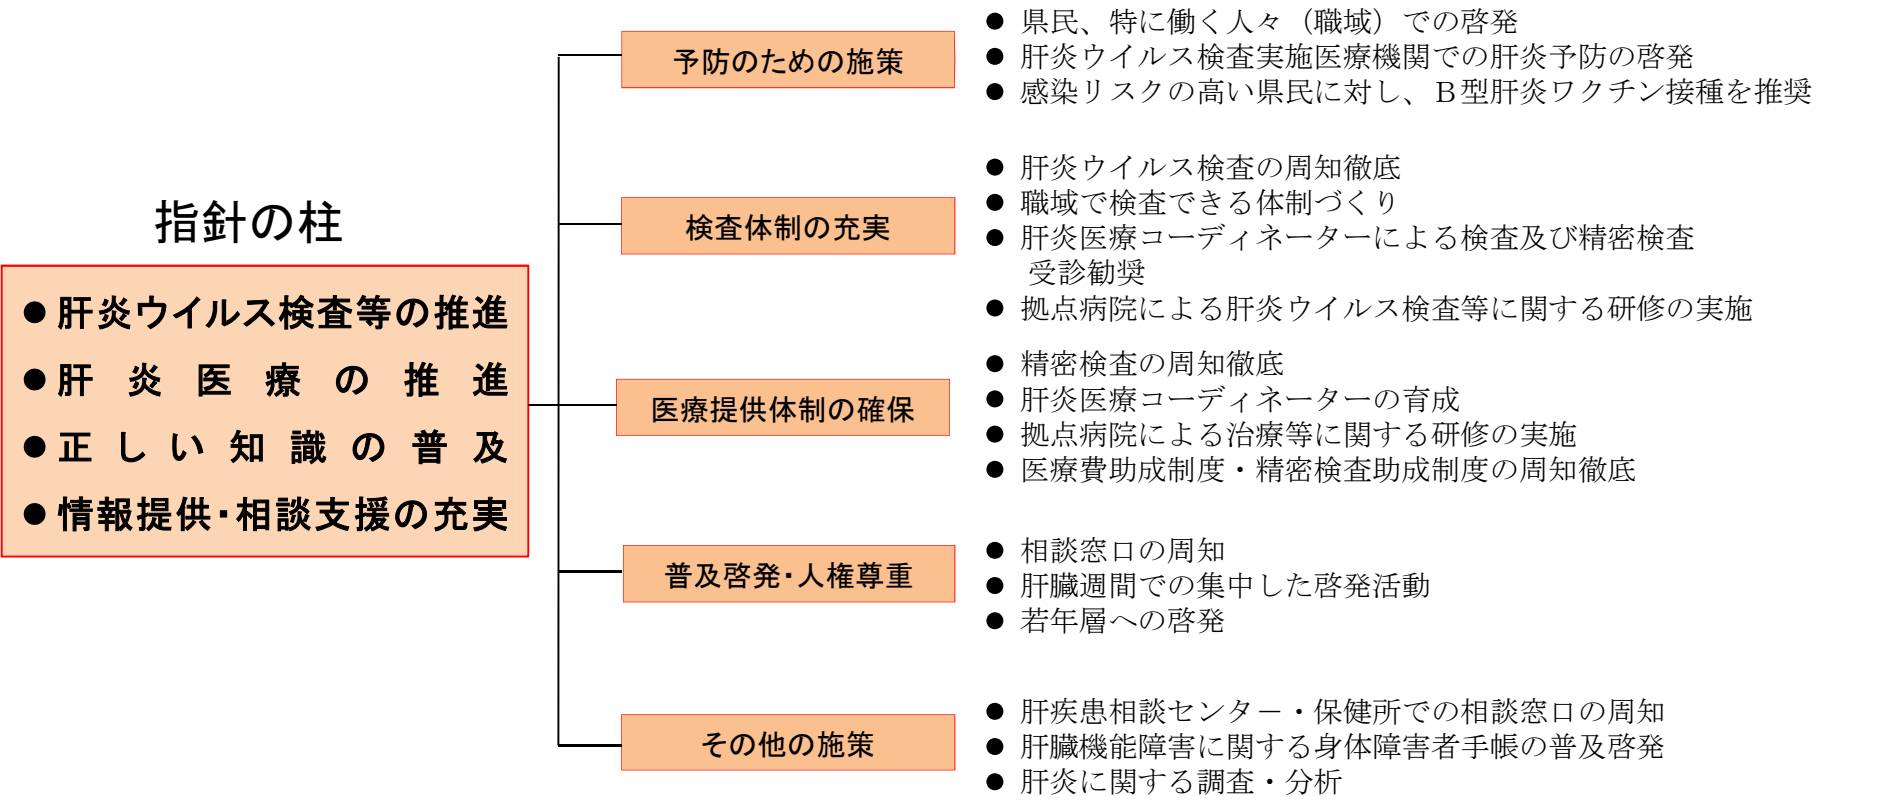 指針の柱
●肝炎ウイルス検査等の推進
●肝炎医療の推進
●正しい知識の普及
●情報提供・相談支援の充実
予防のための施策
● 県民、特に働く人々（職域）での啓発
● 肝炎ウイルス検査実施医療機関での肝炎予防の啓発
● 感染リスクの高い県民に対し、Ｂ型肝炎ワクチン接種を推奨
検査体制の充実
● 肝炎ウイルス検査の周知徹底
● 職域で検査できる体制づくり
● 肝炎医療コーディネーターによる検査及び精密検査
受診勧奨
● 拠点病院による肝炎ウイルス検査等に関する研修の実施
医療提供体制の確保
● 精密検査の周知徹底
● 肝炎医療コーディネーターの育成
● 拠点病院による治療等に関する研修の実施
● 医療費助成制度・精密検査助成制度の周知徹底
普及啓発・人権尊重
● 相談窓口の周知
● 肝臓週間での集中した啓発活動
● 若年層への啓発
その他の施策
● 肝疾患相談センタ－・保健所での相談窓口の周知
● 肝臓機能障害に関する身体障害者手帳の普及啓発
● 肝炎に関する調査・分析